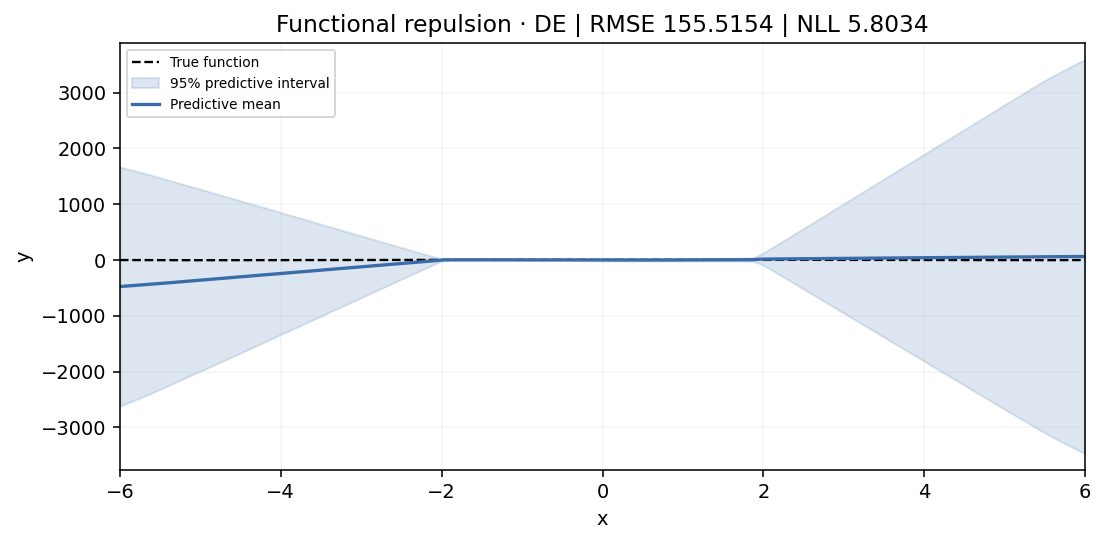 Functional repulsion · DE | RMSE 155.5154 | NLL 5.8034
True function
95% predictive interval
Predictive mean
3000
2000
1000
0
−1000
−2000
−3000
y
−6
−4
−2
0
2
4
6
x